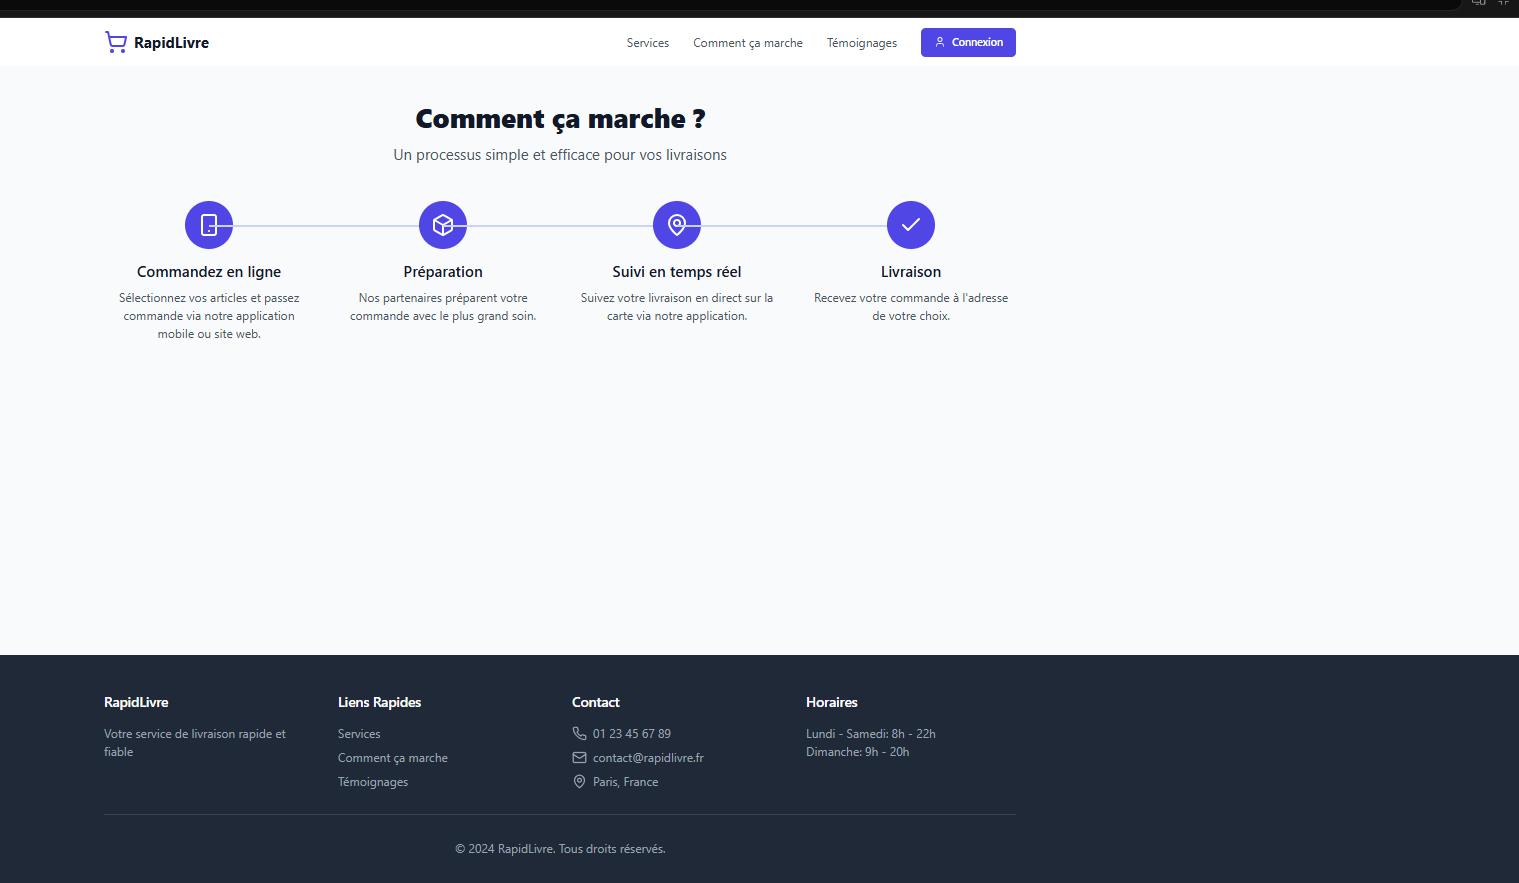 RapidLivre
Services
Comment ça marche
Témoignages
Connexion
Comment ça marche ?
Un processus simple et efficace pour vos livraisons
Commandez en ligne
Sélectionnez vos articles et passez
commande via notre application
mobile ou site web.
Préparation
Nos partenaires préparent votre
commande avec le plus grand soin.
Suivi en temps réel
Suivez votre livraison en direct sur la
carte via notre application.
Livraison
Recevez votre commande à l'adresse
de votre choix.
RapidLivre
Votre service de livraison rapide et
fiable
Liens Rapides
Services
Comment ça marche
Témoignages
Contact
01 23 45 67 89
contact@rapidlivre.fr
Paris, France
Horaires
Lundi - Samedi: 8h - 22h
Dimanche: 9h - 20h
© 2024 RapidLivre. Tous droits réservés.